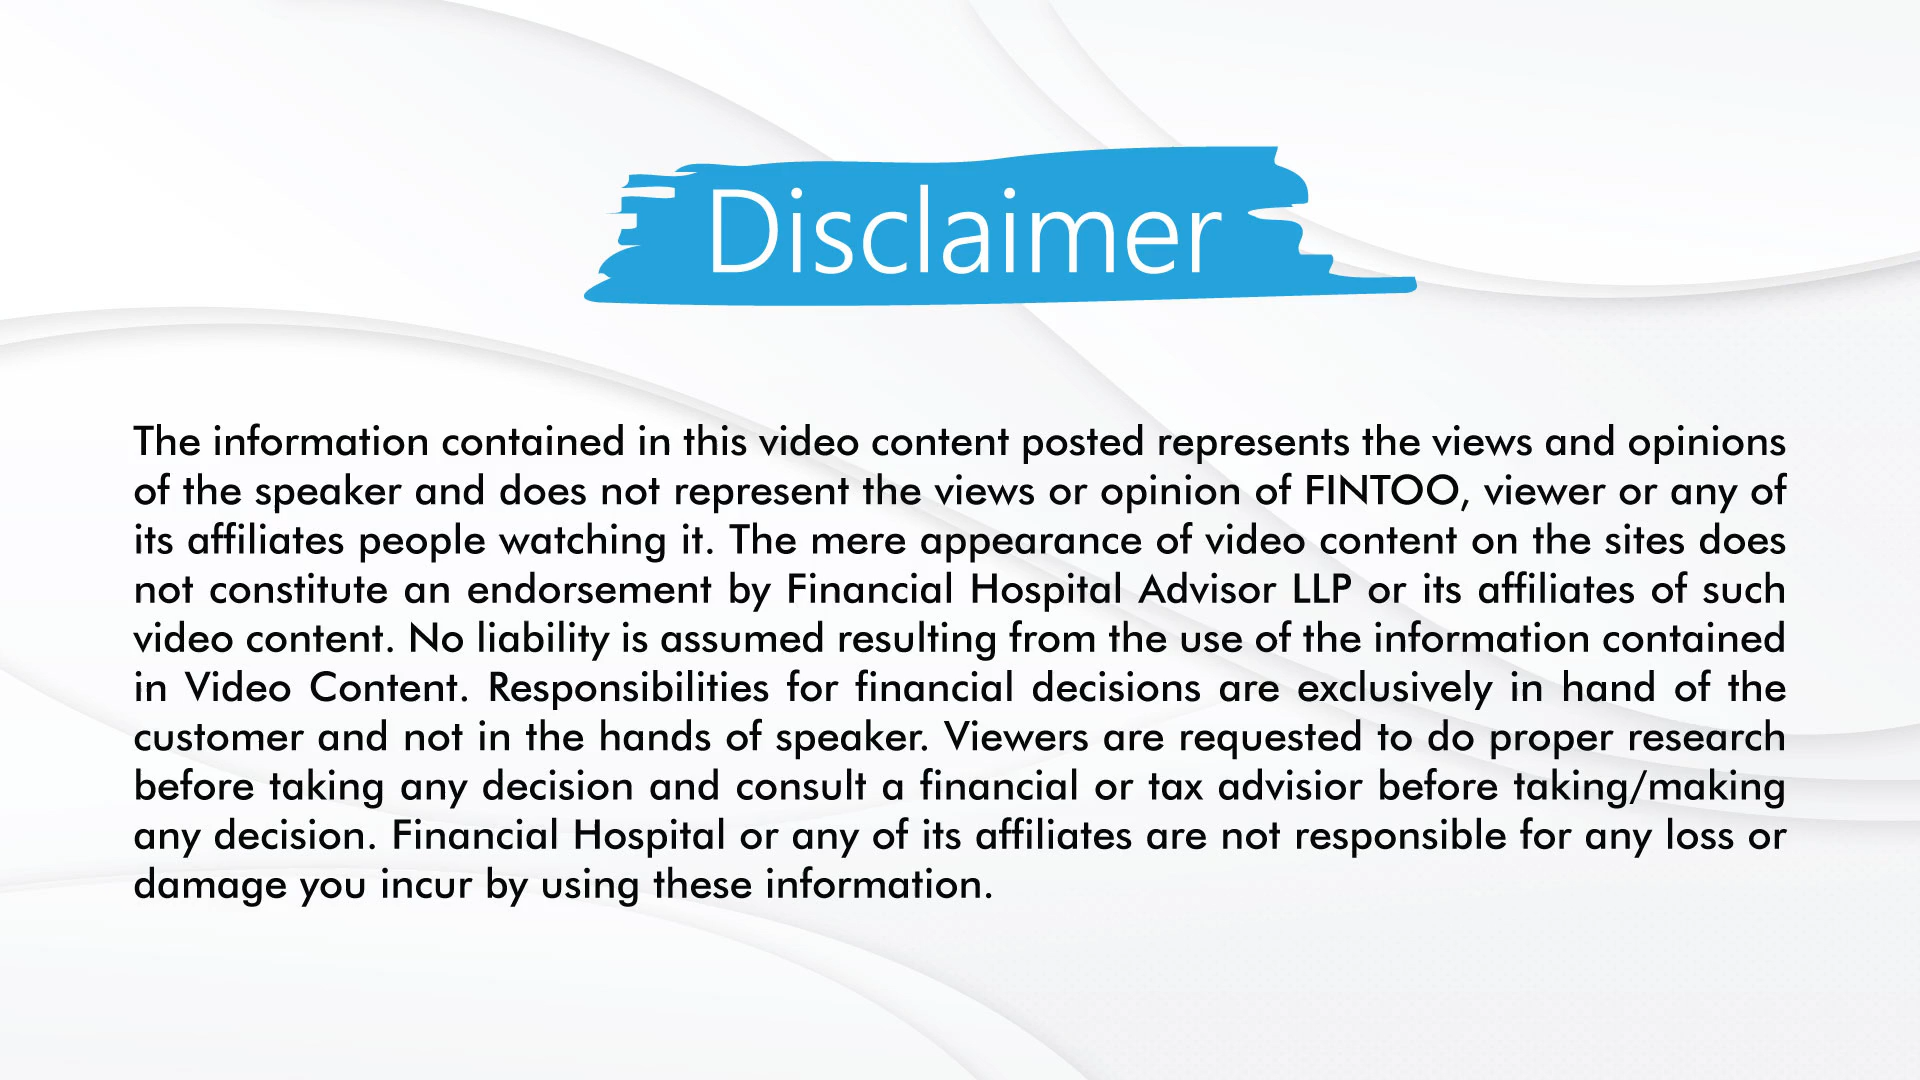 Disclaimer
The information contained in this video content posted represents the views and opinions
of the speaker and does not represent the views or opinion of FINTOO, viewer or any of
its affiliates people watching it. The mere appearance of video content on the sites does
not constitute an endorsement by Financial Hospital Advisor LLP or its affiliates of such
video content. No liability is assumed resulting from the use of the information contained
in Video Content. Responsibilities for financial decisions are exclusively in hand of the
customer and not in the hands of speaker. Viewers are requested to do proper research
before taking any decision and consult a financial or tax advisior before taking/making
any decision. Financial Hospital or any of its affiliates are not responsible for any loss or
damage you incur by using these information.